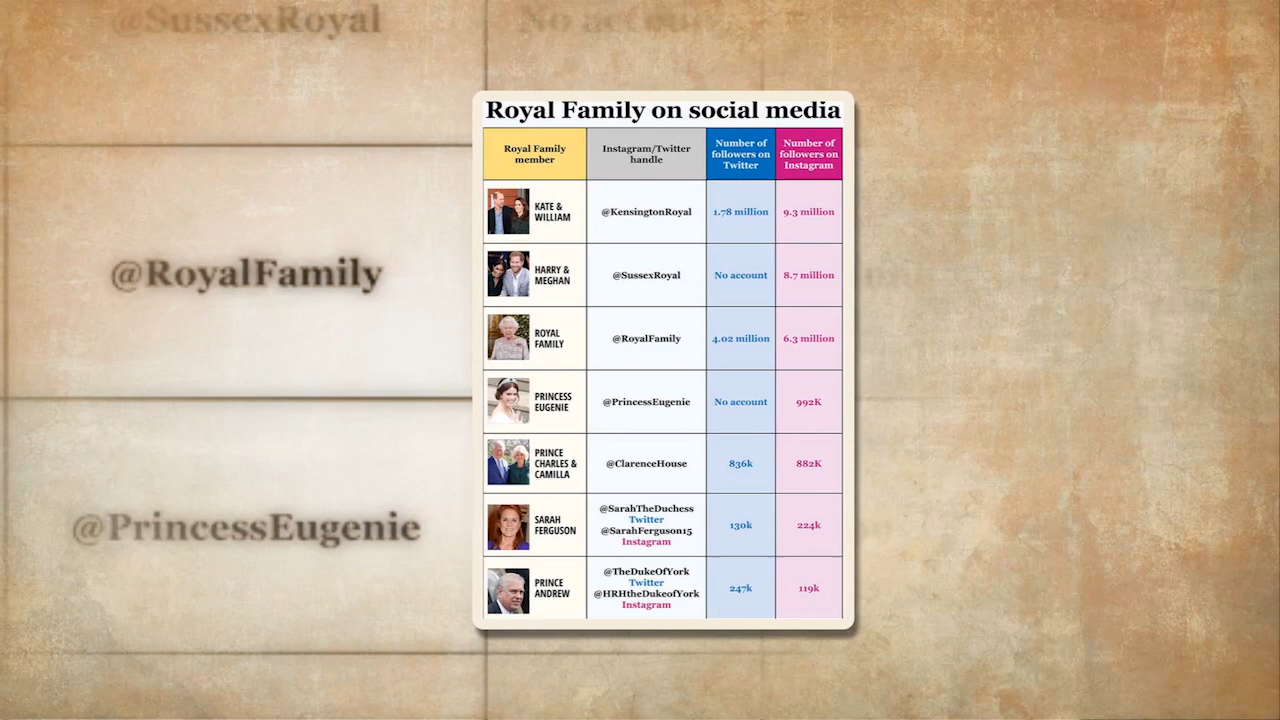 @SussexRoyal
No account
@RoyalFamily
@PrincessEugenie
Royal Family on social media
Royal Family
member
Instagram/Twitter
handle
Number of
followers on
Twitter
Number of
followers on
Instagram
KATE &
WILLIAM
@KensingtonRoyal
1.78 million
9.3 million
HARRY &
MEGHAN
@SussexRoyal
No account
8.7 million
ROYAL
FAMILY
@RoyalFamily
4.02 million
6.3 million
PRINCESS
EUGENIE
@PrincessEugenie
No account
992K
PRINCE
CHARLES &
CAMILLA
@ClarenceHouse
836k
882K
SARAH
FERGUSON
@SarahTheDuchess
Twitter
@SarahFerguson15
Instagram
130k
224k
PRINCE
ANDREW
@TheDukeOfYork
Twitter
@HRHtheDukeofYork
Instagram
247k
119k